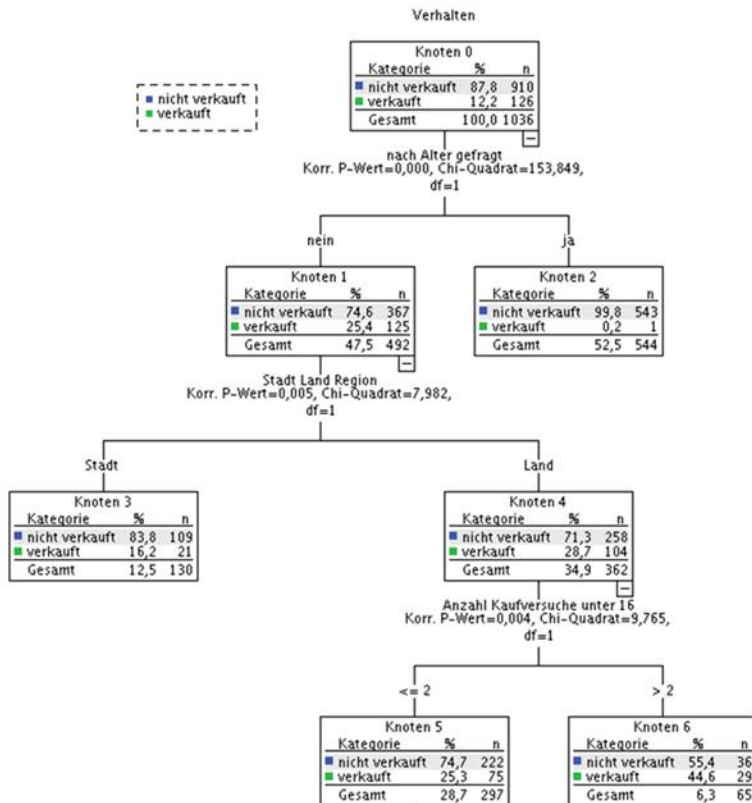 Verhalten
nicht verkauft
verkauft
Knoten 0
Kategorie % n
nicht verkauft 87,8 910
verkauft 12,2 126
Gesamt 100,0 1036
nach Alter gefragt
Korr. P-Wert=0,000, Chi-Quadrat=153,849,
df=1
nein
ja
Knoten 1
Kategorie % n
nicht verkauft 74,6 367
verkauft 25,4 125
Gesamt 47,5 492
Knoten 2
Kategorie % n
nicht verkauft 99,8 543
verkauft 0,2 1
Gesamt 52,5 544
Stadt Land Region
Korr. P-Wert=0,005, Chi-Quadrat=7,982,
df=1
Stadt
Land
Knoten 3
Kategorie % n
nicht verkauft 83,8 109
verkauft 16,2 21
Gesamt 12,5 130
Knoten 4
Kategorie % n
nicht verkauft 71,3 258
verkauft 28,7 104
Gesamt 34,9 362
Anzahl Kaufversuche unter 16
Korr. P-Wert=0,004, Chi-Quadrat=9,765,
df=1
<= 2
> 2
Knoten 5
Kategorie % n
nicht verkauft 74,7 222
verkauft 25,3 75
Gesamt 28,7 297
Knoten 6
Kategorie % n
nicht verkauft 55,4 36
verkauft 44,6 29
Gesamt 6,3 65